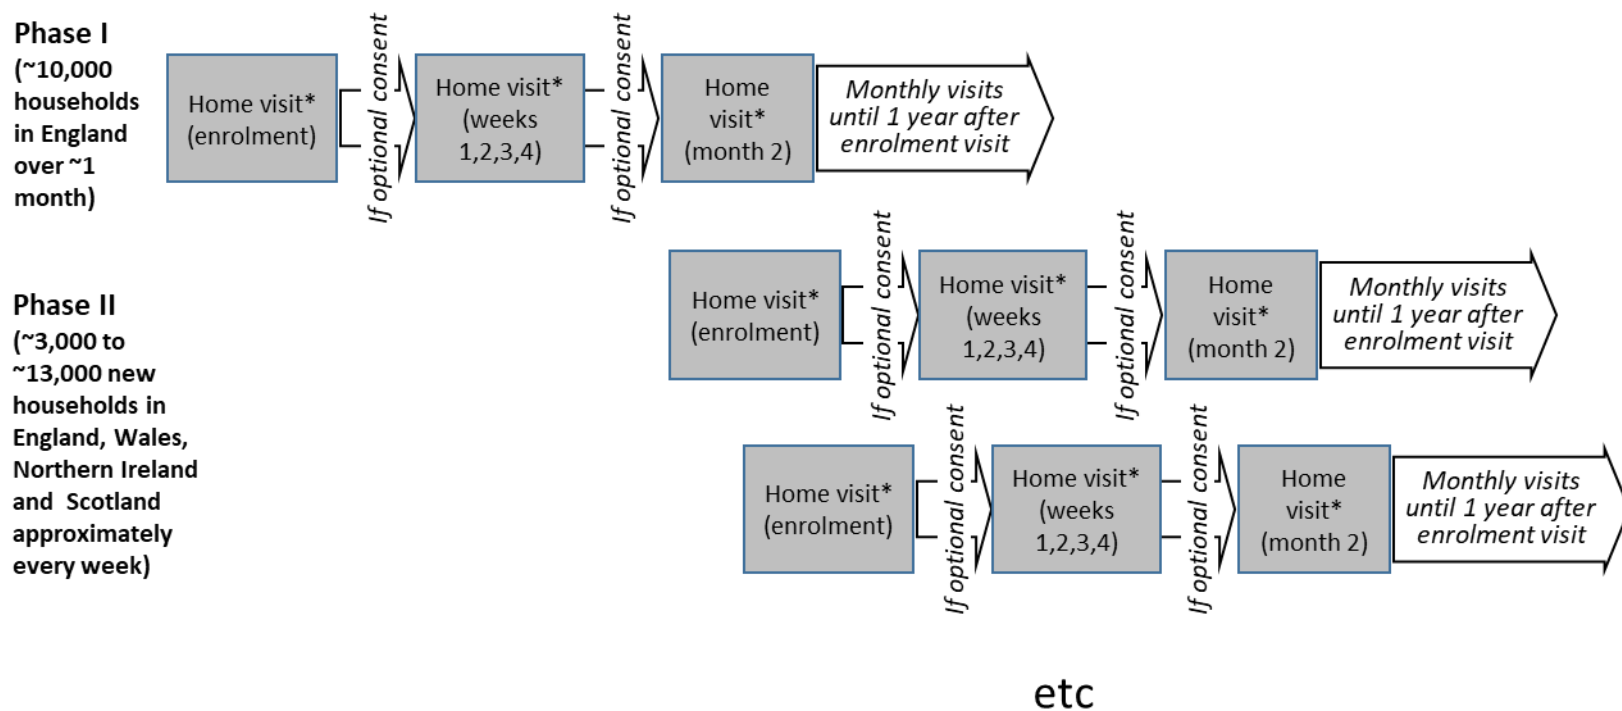 Phase I
(~10,000
households
in England
over ~1
month)
Home visit*
(enrolment)
If optional consent
Home visit*
(weeks
1,2,3,4)
If optional consent
Home
visit*
(month 2)
Monthly visits
until 1 year after
enrolment visit
Phase II
(~3,000 to
~13,000 new
households in
England, Wales,
Northern Ireland
and Scotland
approximately
every week)
Home visit*
(enrolment)
If optional consent
Home visit*
(weeks
1,2,3,4)
If optional consent
Home
visit*
(month 2)
Monthly visits
until 1 year after
enrolment visit
Home visit*
(enrolment)
If optional consent
Home visit*
(weeks
1,2,3,4)
If optional consent
Home
visit*
(month 2)
Monthly visits
until 1 year after
enrolment visit
etc